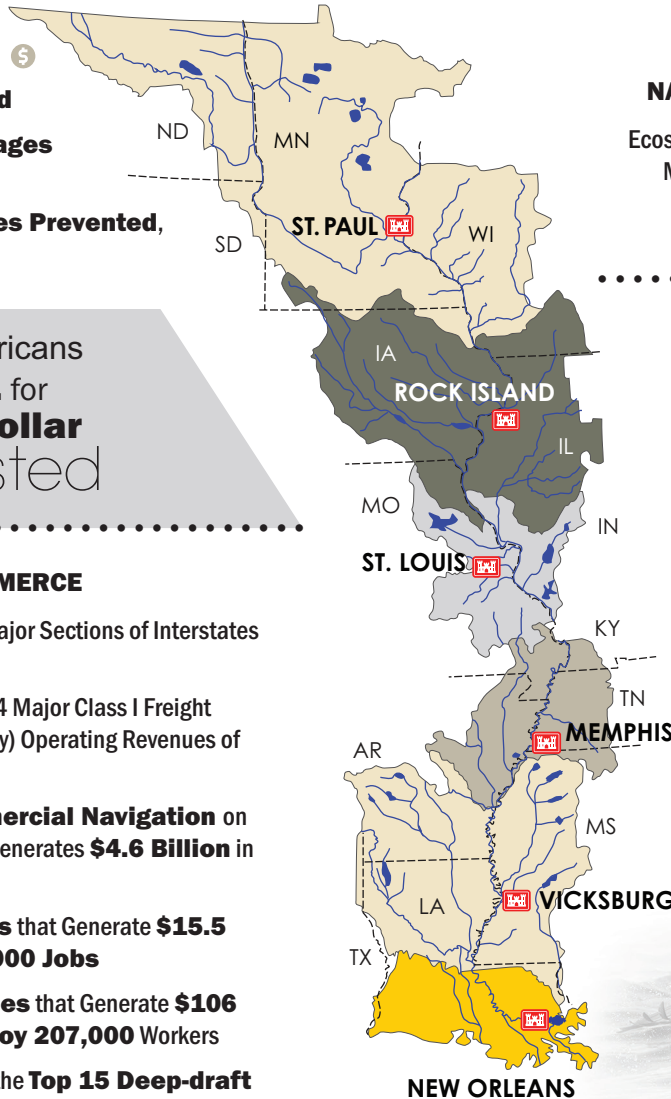 $
d
ages
es Prevented,
ricans
. for
ollar
sted
MERCE
ajor Sections of Interstates
4 Major Class I Freight
y) Operating Revenues of
ercial Navigation on
enerates $4.6 Billion in
s that Generate $15.5
000 Jobs
es that Generate $106
oy 207,000 Workers
he Top 15 Deep-draft
NA
Ecos
M
ND
MN
ST. PAUL
WI
SD
IA
ROCK ISLAND
IL
MO
IN
ST. LOUIS
KY
TN
MEMPHIS
AR
MS
LA
VICKSBURG
TX
NEW ORLEANS